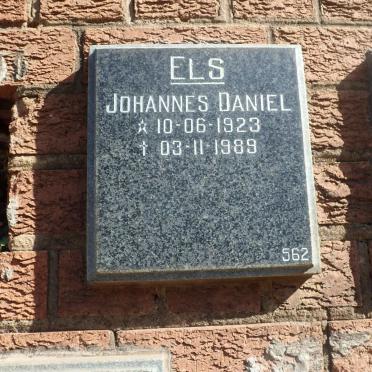 ELS
JOHANNES DANIEL
☆ 10-06-1923
† 03-11-1989
562